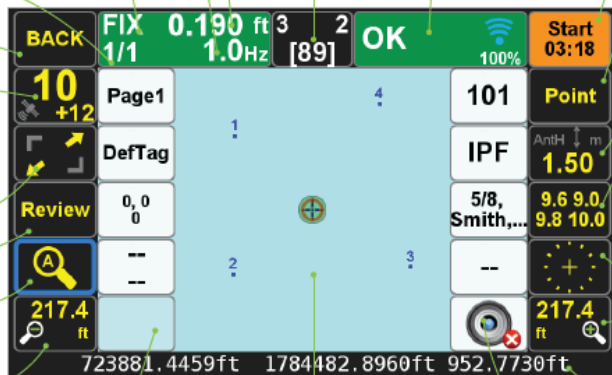 BACK
FIX 0.190 ft
1/1 1.0Hz
3 2
[89]
OK
100%
Start
03:18
10
+12
Page1
4
101
Point
1
DefTag
IPF
AntH m
1.50
Review
0, 0
0
5/8,
Smith,...
9.6 9.0,
9.8 10.0
A
--
--
2
3
--
217.4
ft
217.4
ft
723881.4459ft 1784482.8960ft 952.7730ft